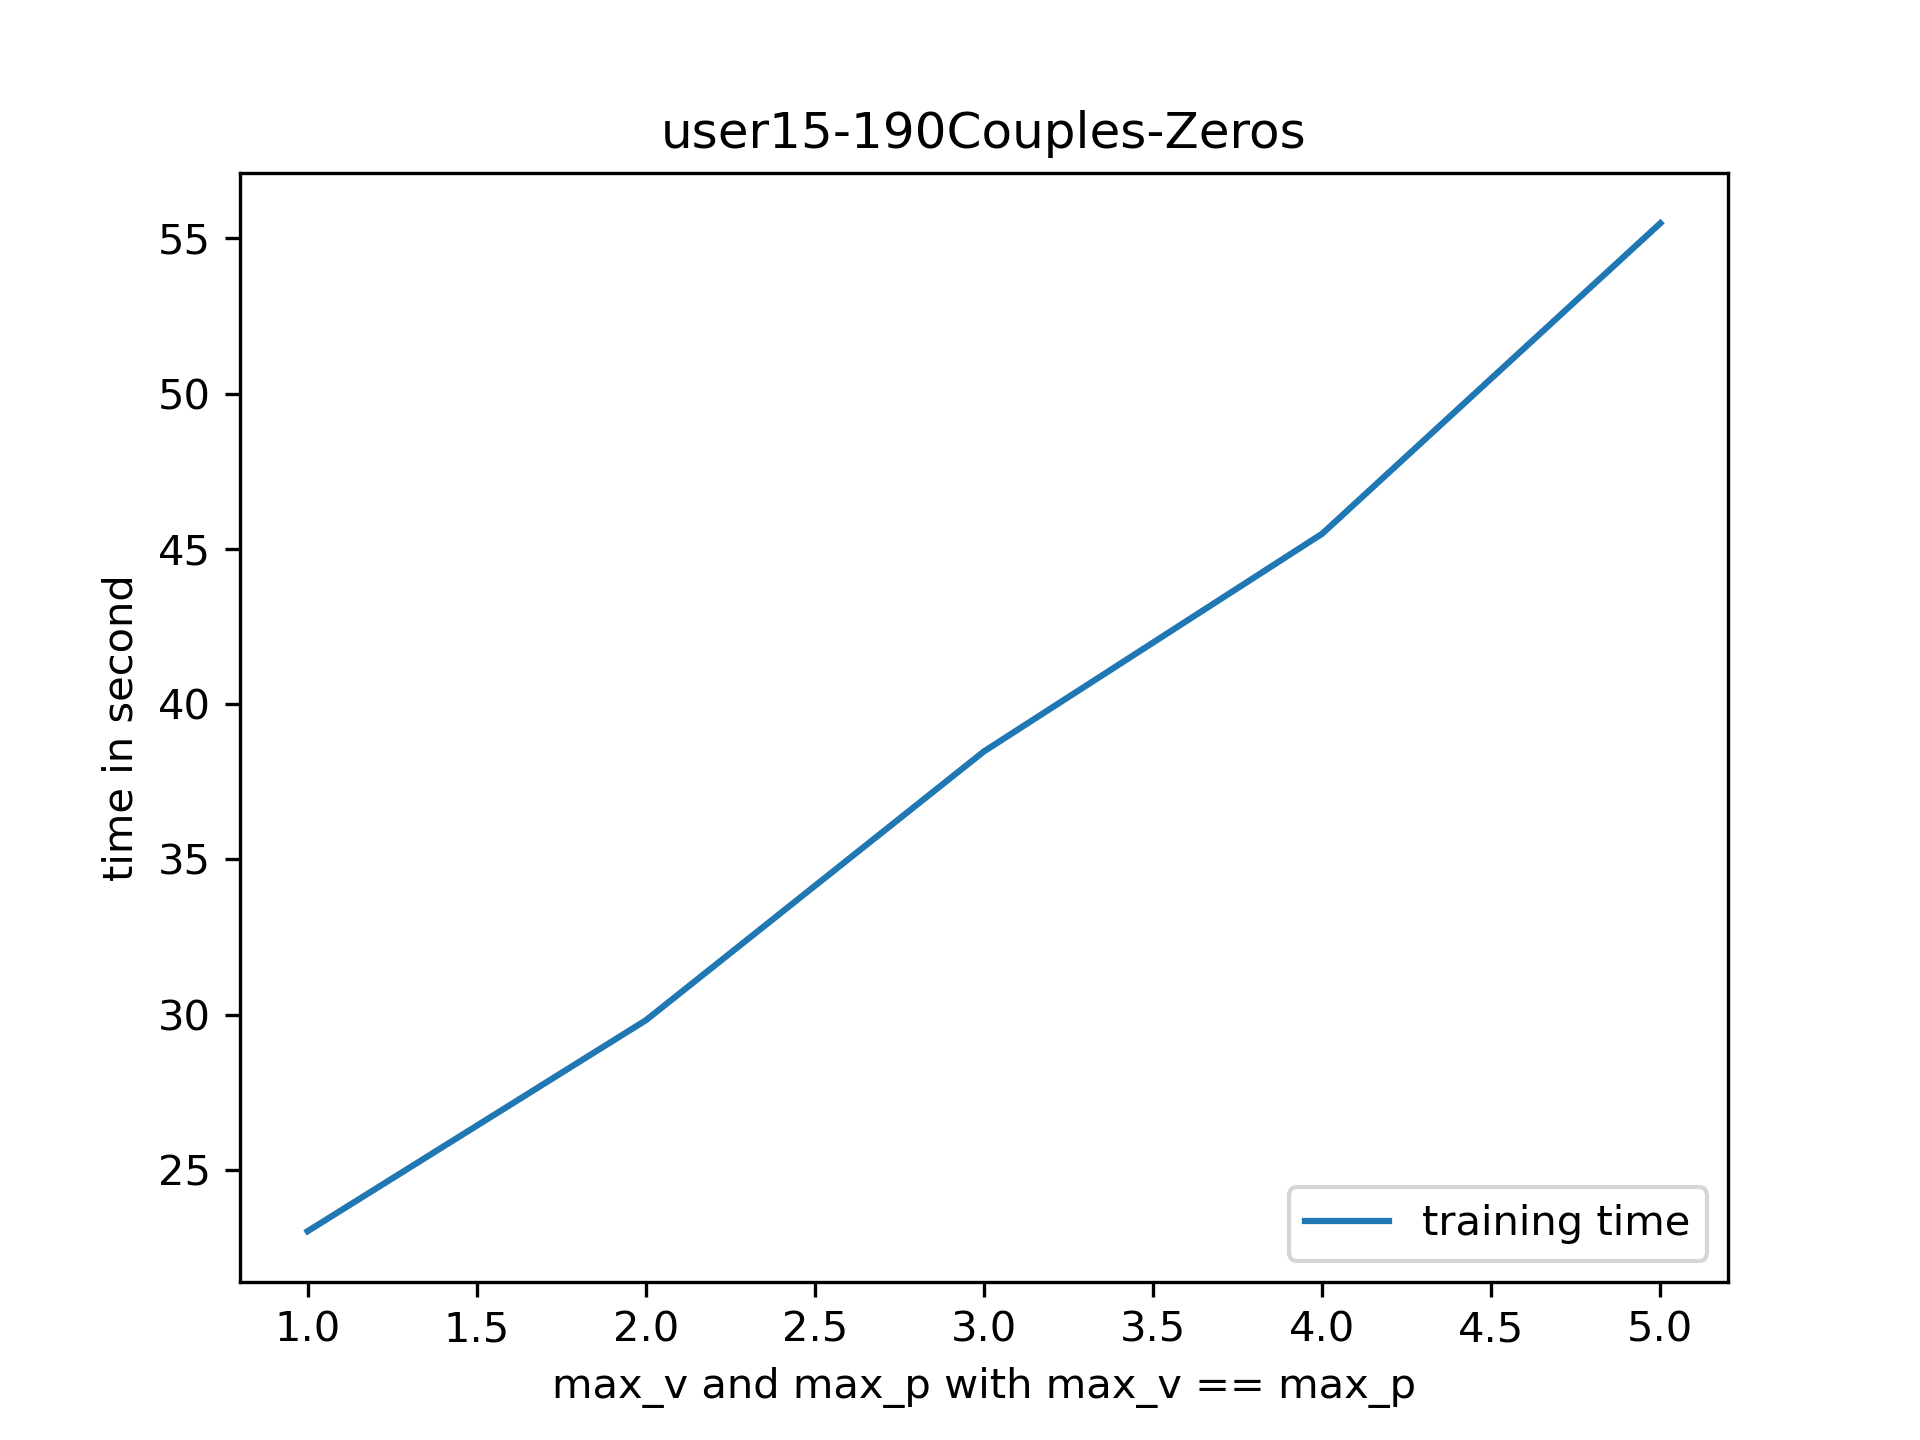 user15-190Couples-Zeros
55
50
45
40
35
30
25
time in second
training time
1.0 1.5 2.0 2.5 3.0 3.5 4.0 4.5 5.0
max_v and max_p with max_v == max_p